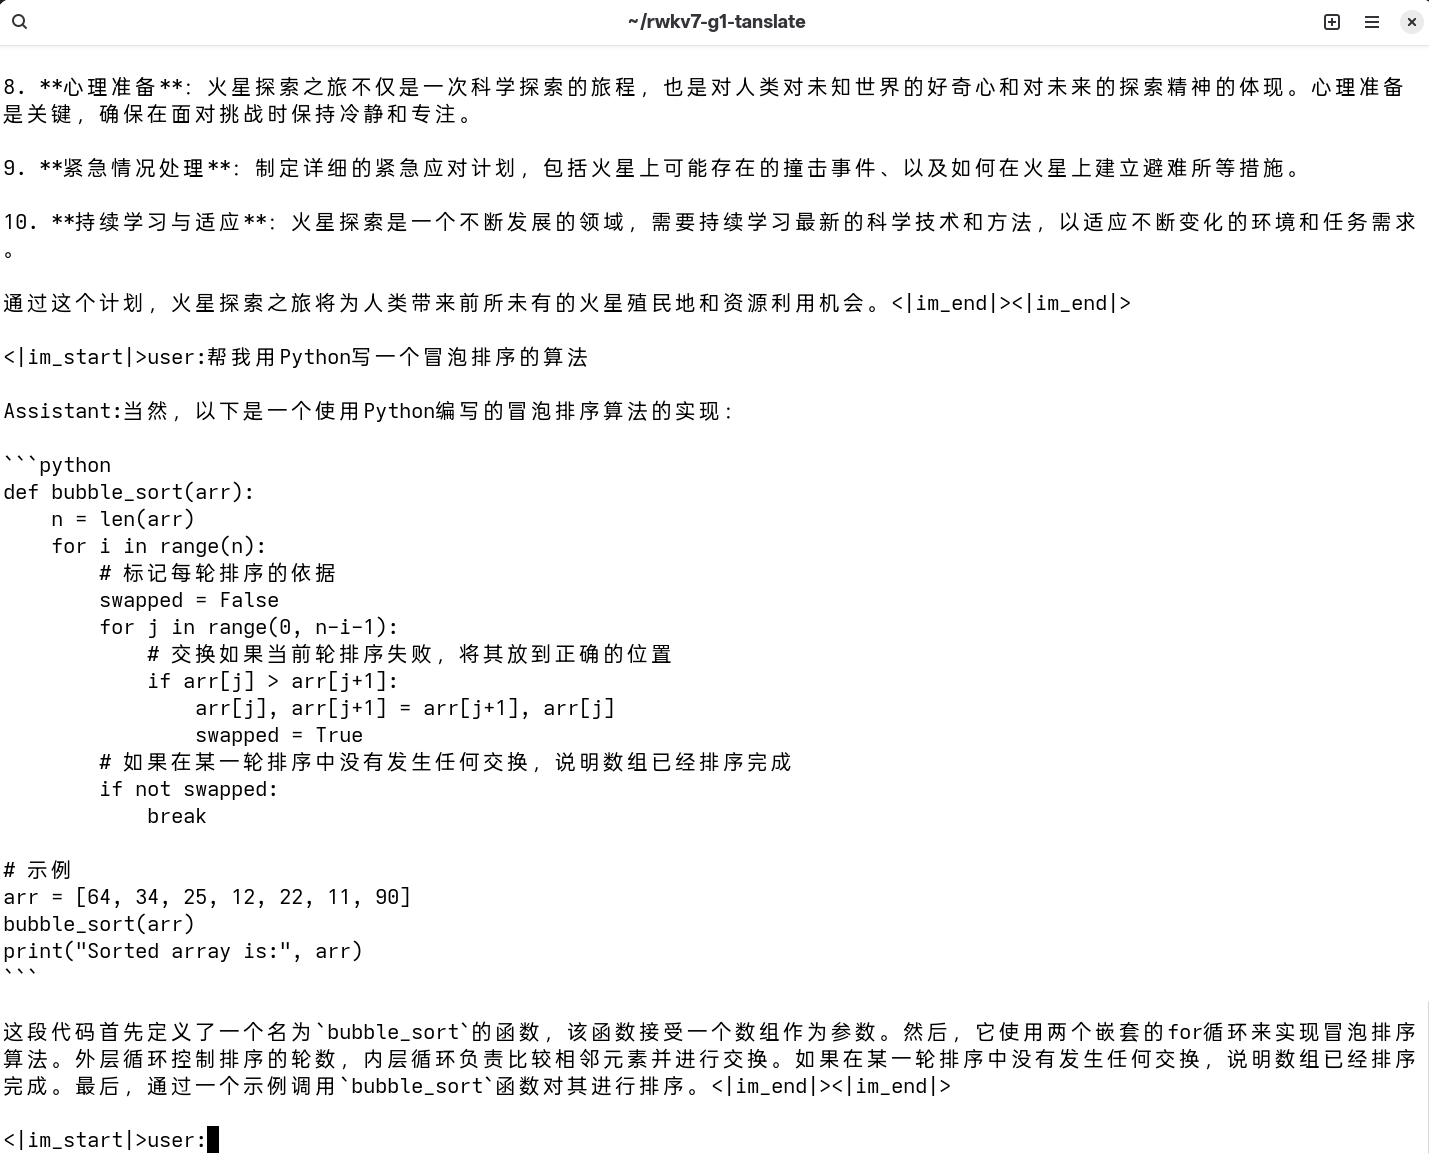 ~/rwkv7-g1-tanslate
8. **心理准备**: 火星探索之旅不仅是一次科学探索的旅程，也是对人类对未知世界的好奇心和对未来的探索精神的体现。心理准备
是关键，确保在面对挑战时保持冷静和专注。
9. **紧急情况处理**: 制定详细的紧急应对计划，包括火星上可能存在的撞击事件、以及如何在火星上建立避难所等措施。
10. **持续学习与适应**: 火星探索是一个不断发展的领域，需要持续学习最新的科学技术和方法，以适应不断变化的环境和任务需求
。
通过这个计划，火星探索之旅将为人类带来前所未有的火星殖民地和资源利用机会。<|im_end|><|im_end|>
<|im_start|>user:帮我用Python写一个冒泡排序的算法
Assistant:当然，以下是一个使用Python编写的冒泡排序算法的实现：
```python
def bubble_sort(arr):
    n = len(arr)
    for i in range(n):
        # 标记每轮排序的依据
        swapped = False
        for j in range(0, n-i-1):
            # 交换如果当前轮排序失败，将其放到正确的位置
            if arr[j] > arr[j+1]:
                arr[j], arr[j+1] = arr[j+1], arr[j]
                swapped = True
        # 如果在某一轮排序中没有发生任何交换，说明数组已经排序完成
        if not swapped:
            break
# 示例
arr = [64, 34, 25, 12, 22, 11, 90]
bubble_sort(arr)
print("Sorted array is:", arr)
```
这段代码首先定义了一个名为`bubble_sort`的函数，该函数接受一个数组作为参数。然后，它使用两个嵌套的for循环来实现冒泡排序
算法。外层循环控制排序的轮数，内层循环负责比较相邻元素并进行交换。如果在某一轮排序中没有发生任何交换，说明数组已经排序
完成。最后，通过一个示例调用`bubble_sort`函数对其进行排序。<|im_end|><|im_end|>
<|im_start|>user: